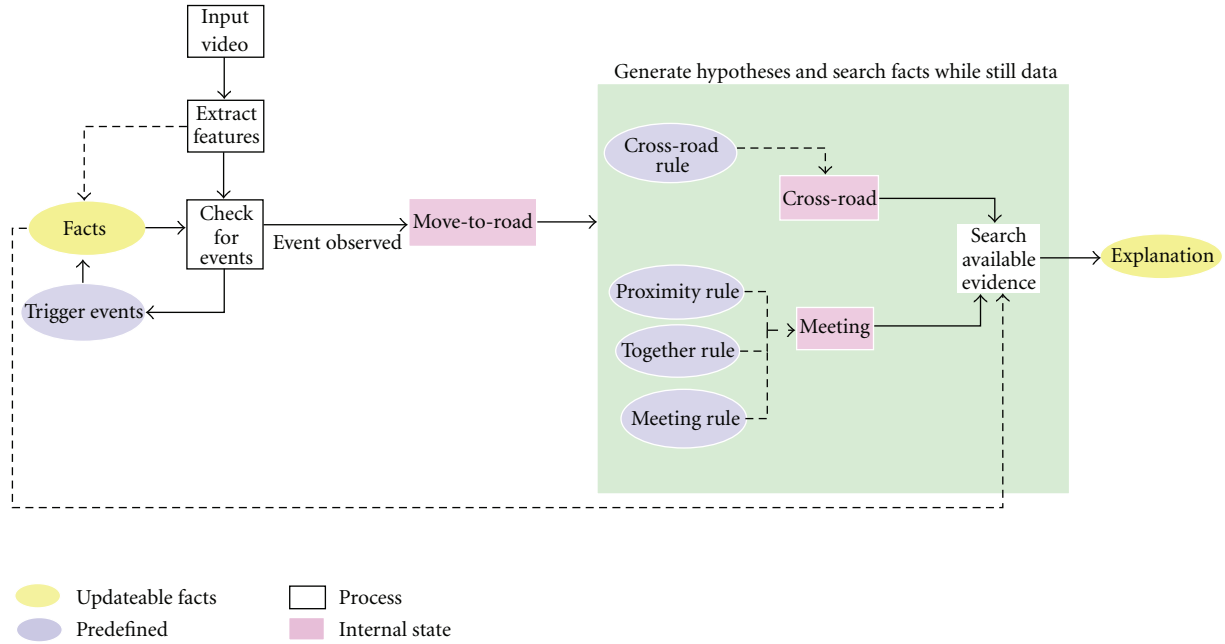 Input
video
Generate hypotheses and search facts while still data
Extract
features
Cross-road
rule
Cross-road
Facts
Check
for
events
Event observed
Move-to-road
Search
available
evidence
Explanation
Trigger events
Proximity rule
Meeting
Together rule
Meeting rule
Updateable facts
Process
Predefined
Internal state